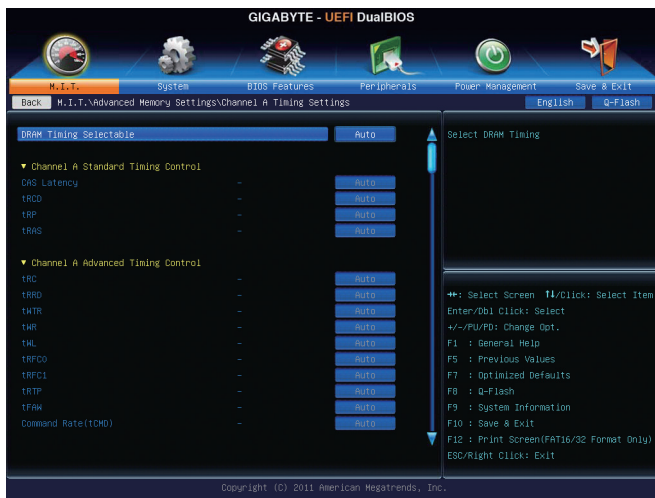 GIGABYTE - UEFI DualBIOS
M.I.T. System BIOS Features Peripherals Power Management Save & Exit
Back M.I.T.\Advanced Memory Settings\Channel A Timing Settings English Q-Flash
DRAM Timing Selectable Auto Select DRAM Timing
▼ Channel A Standard Timing Control
CAS Latency - Auto
tRCD - Auto
tRP - Auto
tRAS - Auto
▼ Channel A Advanced Timing Control
tRC - Auto
tRRD - Auto
tWTR - Auto
tWR - Auto
tWL - Auto
tRFC0 - Auto
tRFC1 - Auto
tRTP - Auto
tFAW - Auto
Command Rate(tCMD) - Auto
→←: Select Screen ↑↓/Click: Select Item
Enter/Dbl Click: Select
+/-/PU/PD: Change Opt.
F1 : General Help
F5 : Previous Values
F7 : Optimized Defaults
F8 : Q-Flash
F9 : System Information
F10 : Save & Exit
F12 : Print Screen(FAT16/32 Format Only)
ESC/Right Click: Exit
Copyright (C) 2011 American Megatrends, Inc.